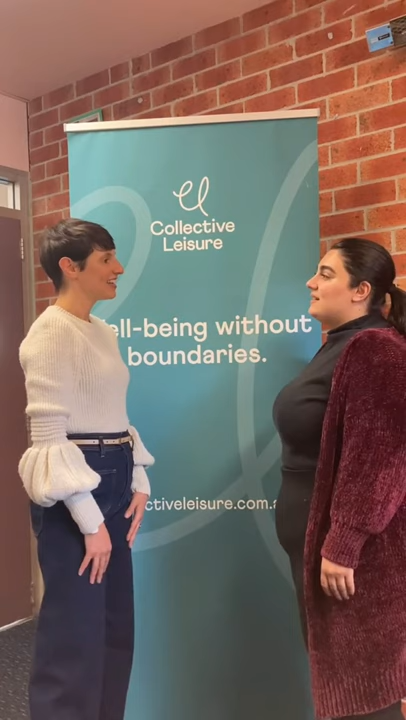 Collective
Leisure
ell-being without
boundaries.
ctiveleisure.com.a